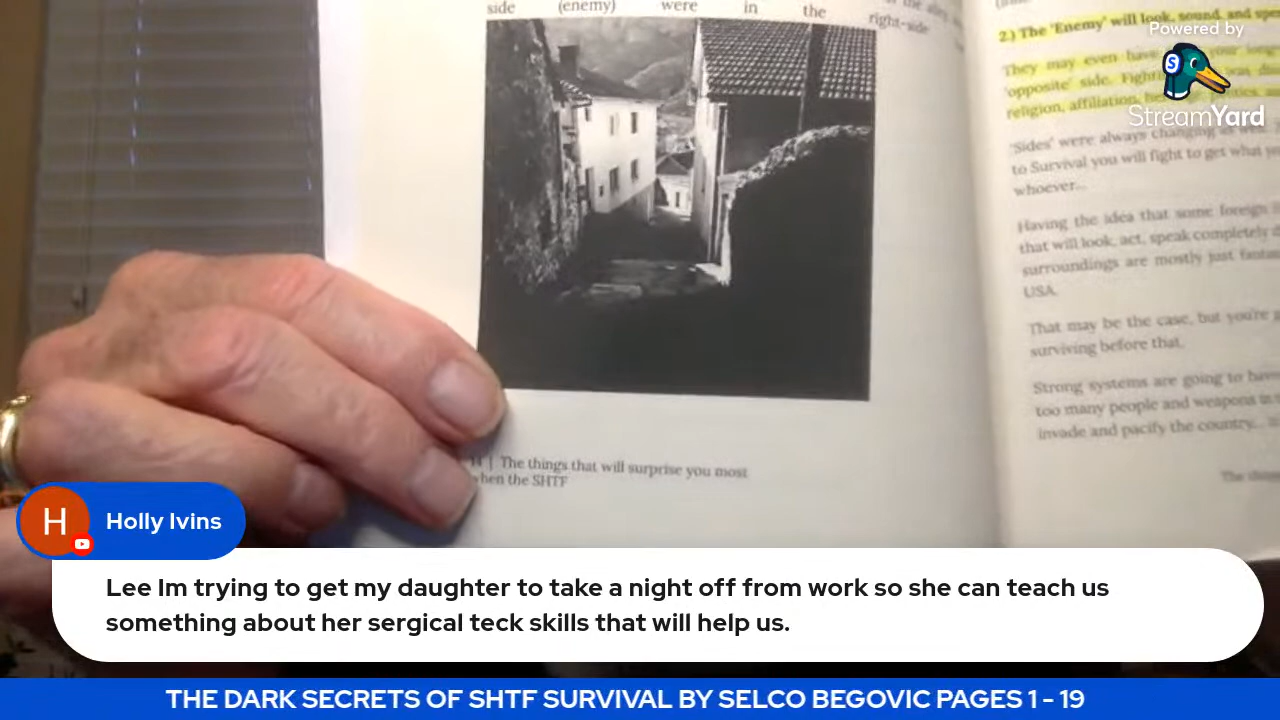 side (enemy) were in the right-side
The things that will surprise you most
when the SHTF
2.) The 'Enemy' will look, sound, and
They may even have your
'opposite' side.
religion, affiliation,
'Sides' were always changing as well
to Survival you will fight to get what
whoever...
Having the idea that some foreign
that will look, act, speak completely
surroundings are mostly just
USA.
That may be the case, but you're
surviving before that.
Strong systems are going to have
too many people and weapons in
invade and pacify the country...
Powered by
S
StreamYard
H
Holly Ivins
Lee Im trying to get my daughter to take a night off from work so she can teach us
something about her sergical teck skills that will help us.
THE DARK SECRETS OF SHTF SURVIVAL BY SELCO BEGOVIC PAGES 1 - 19